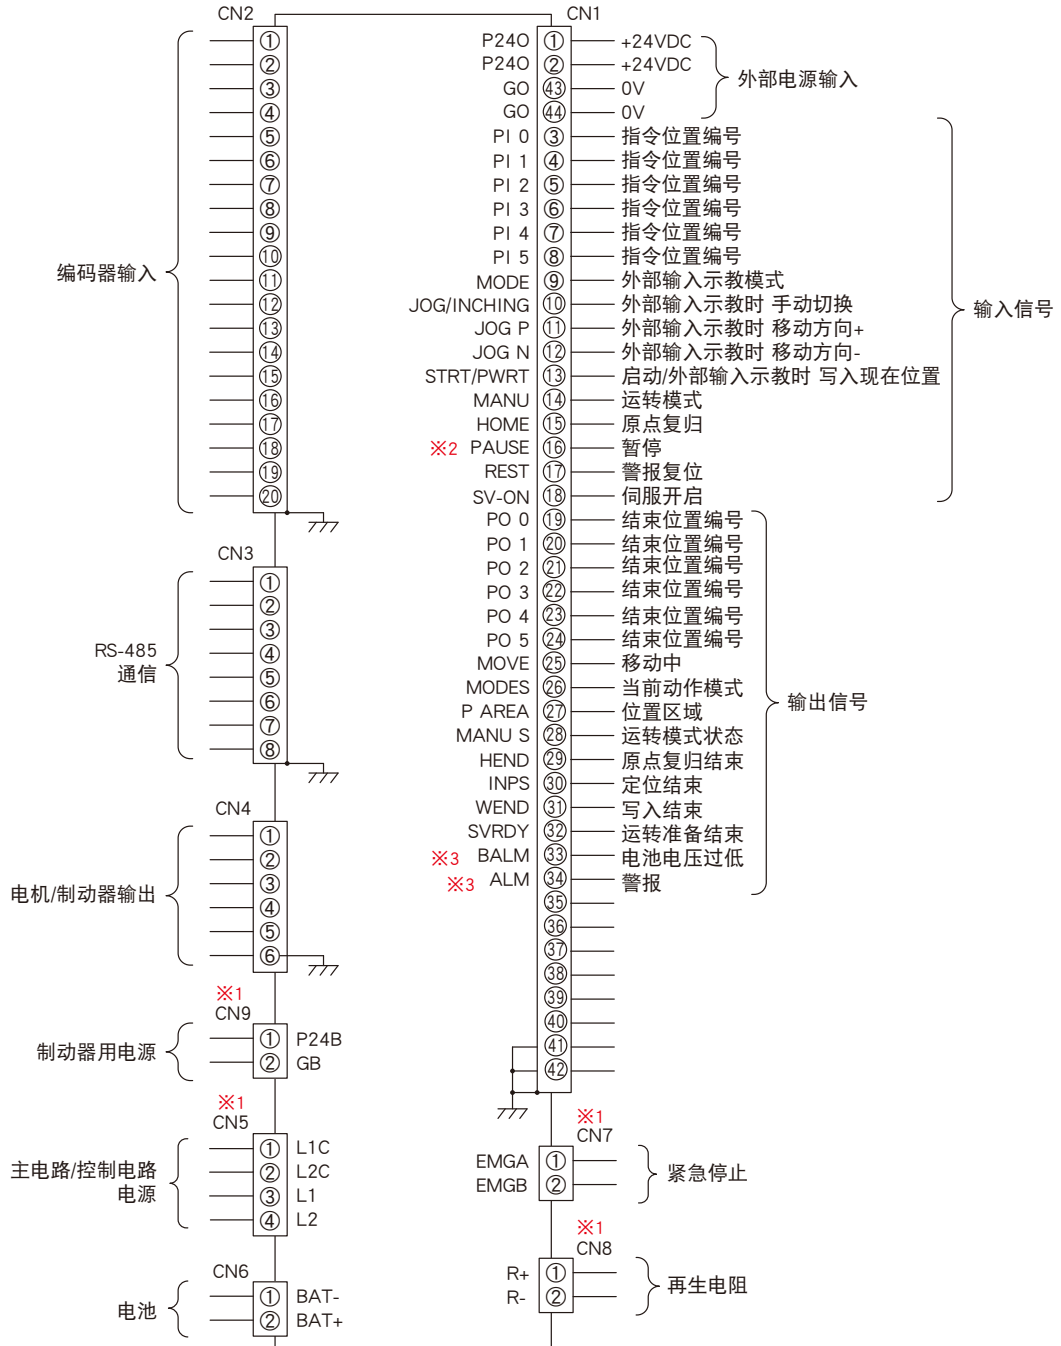 CN2
①
②
③
④
⑤
⑥
⑦
⑧
⑨
⑩
⑪
⑫
⑬
⑭
⑮
⑯
⑰
⑱
⑲
⑳
编码器输入
CN3
①
②
③
④
⑤
⑥
⑦
⑧
RS-485
通信
CN4
①
②
③
④
⑤
⑥
电机/制动器输出
※1
CN9
① P24B
② GB
制动器用电源
※1
CN5
① L1C
② L2C
③ L1
④ L2
主电路/控制电路
电源
CN6
① BAT-
② BAT+
电池
CN1
P24O ① +24VDC
P24O ② +24VDC
GO ㊸ 0V
GO ㊹ 0V
外部电源输入
PI 0 ③ 指令位置编号
PI 1 ④ 指令位置编号
PI 2 ⑤ 指令位置编号
PI 3 ⑥ 指令位置编号
PI 4 ⑦ 指令位置编号
PI 5 ⑧ 指令位置编号
MODE ⑨ 外部输入示教模式
JOG/INCHING ⑩ 外部输入示教时 手动切换
JOG P ⑪ 外部输入示教时 移动方向+
JOG N ⑫ 外部输入示教时 移动方向-
STRT/PWRT ⑬ 启动/外部输入示教时 写入现在位置
MANU ⑭ 运转模式
HOME ⑮ 原点复归
※2 PAUSE ⑯ 暂停
REST ⑰ 警报复位
SV-ON ⑱ 伺服开启
输入信号
PO 0 ⑲ 结束位置编号
PO 1 ⑳ 结束位置编号
PO 2 ㉑ 结束位置编号
PO 3 ㉒ 结束位置编号
PO 4 ㉓ 结束位置编号
PO 5 ㉔ 结束位置编号
MOVE ㉕ 移动中
MODES ㉖ 当前动作模式
P AREA ㉗ 位置区域
MANU S ㉘ 运转模式状态
HEND ㉙ 原点复归结束
INPS ㉚ 定位结束
WEND ㉛ 写入结束
SVRDY ㉜ 运转准备结束
※3 BALM ㉝ 电池电压过低
※3 ALM ㉞ 警报
输出信号
㉟
㊱
㊲
㊳
㊴
㊵
㊶
㊷
※1
CN7
EMGA ①
EMGB ②
紧急停止
※1
CN8
R+ ①
R- ②
再生电阻